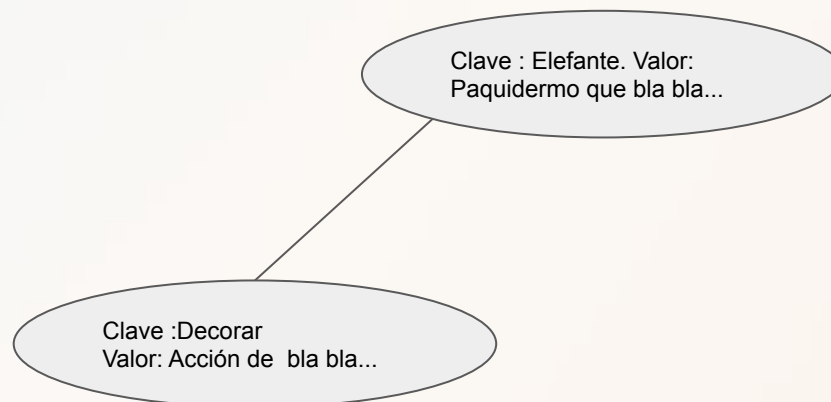 Clave : Elefante. Valor:
Paquidermo que bla bla...
Clave :Decorar
Valor: Acción de  bla bla...